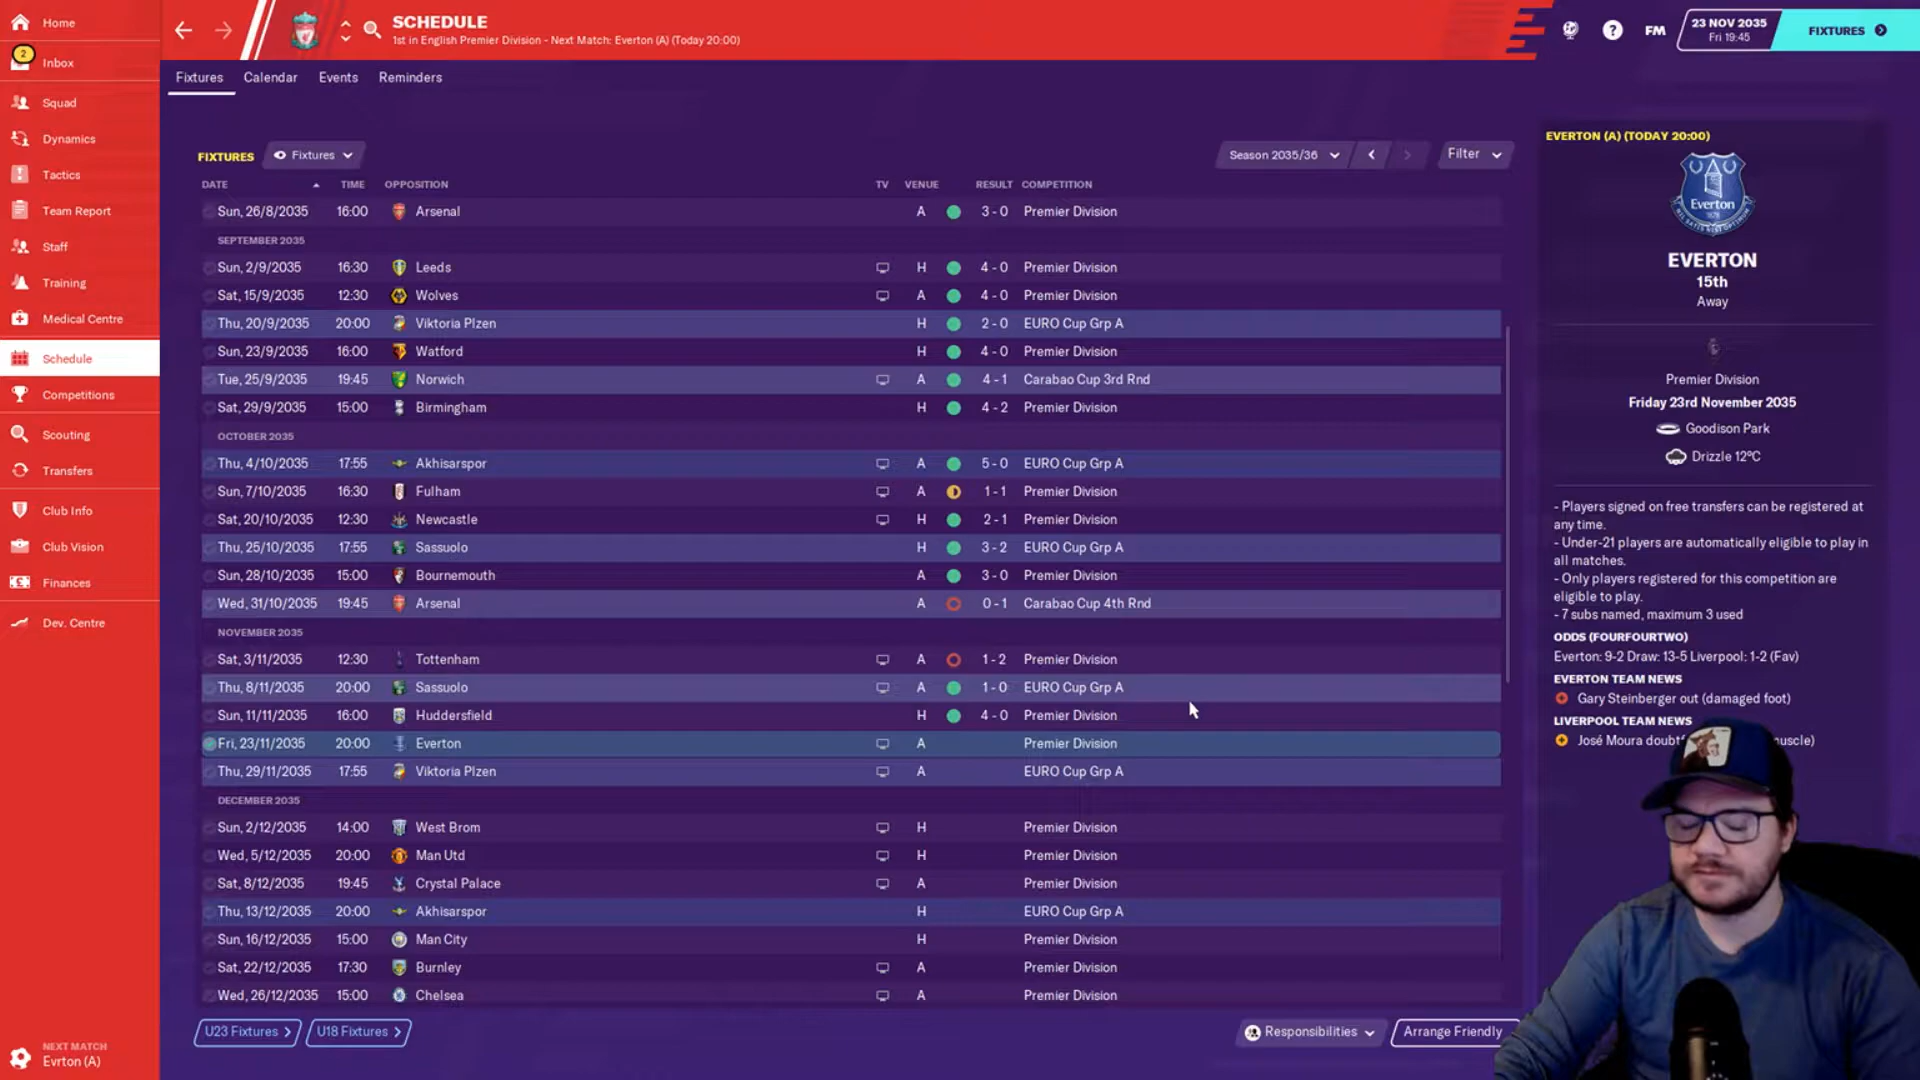 Home
2
Inbox
Squad
Dynamics
Tactics
Team Report
Staff
Training
Medical Centre
Schedule
Competitions
Scouting
Transfers
Club Info
Club Vision
Finances
Dev. Centre
NEXT MATCH
Evrton (A)
SCHEDULE
1st in English Premier Division - Next Match: Everton (A) (Today 20:00)
?
FM
23 NOV 2035
Fri 19:45
FIXTURES
Fixtures Calendar Events Reminders
FIXTURES Fixtures Season 2035/36 Filter
DATE TIME OPPOSITION TV VENUE RESULT COMPETITION
Sun, 26/8/2035 16:00 Arsenal A 3 - 0 Premier Division
SEPTEMBER 2035
Sun, 2/9/2035 16:30 Leeds H 4 - 0 Premier Division
Sat, 15/9/2035 12:30 Wolves A 4 - 0 Premier Division
Thu, 20/9/2035 20:00 Viktoria Plzen H 2 - 0 EURO Cup Grp A
Sun, 23/9/2035 16:00 Watford H 4 - 0 Premier Division
Tue, 25/9/2035 19:45 Norwich A 4 - 1 Carabao Cup 3rd Rnd
Sat, 29/9/2035 15:00 Birmingham H 4 - 2 Premier Division
OCTOBER 2035
Thu, 4/10/2035 17:55 Akhisarspor A 5 - 0 EURO Cup Grp A
Sun, 7/10/2035 16:30 Fulham A 1 - 1 Premier Division
Sat, 20/10/2035 12:30 Newcastle H 2 - 1 Premier Division
Thu, 25/10/2035 17:55 Sassuolo H 3 - 2 EURO Cup Grp A
Sun, 28/10/2035 15:00 Bournemouth A 3 - 0 Premier Division
Wed, 31/10/2035 19:45 Arsenal A 0 - 1 Carabao Cup 4th Rnd
NOVEMBER 2035
Sat, 3/11/2035 12:30 Tottenham A 1 - 2 Premier Division
Thu, 8/11/2035 20:00 Sassuolo A 1 - 0 EURO Cup Grp A
Sun, 11/11/2035 16:00 Huddersfield H 4 - 0 Premier Division
Fri, 23/11/2035 20:00 Everton A Premier Division
Thu, 29/11/2035 17:55 Viktoria Plzen A EURO Cup Grp A
DECEMBER 2035
Sun, 2/12/2035 14:00 West Brom H Premier Division
Wed, 5/12/2035 20:00 Man Utd H Premier Division
Sat, 8/12/2035 19:45 Crystal Palace A Premier Division
Thu, 13/12/2035 20:00 Akhisarspor H EURO Cup Grp A
Sun, 16/12/2035 15:00 Man City H Premier Division
Sat, 22/12/2035 17:30 Burnley A Premier Division
Wed, 26/12/2035 15:00 Chelsea A Premier Division
U23 Fixtures U18 Fixtures Responsibilities Arrange Friendly
EVERTON (A) (TODAY 20:00)
Everton
1878
EVERTON
15th
Away
Premier Division
Friday 23rd November 2035
Goodison Park
Drizzle 12ºC
- Players signed on free transfers can be registered at
any time.
- Under-21 players are automatically eligible to play in
all matches.
- Only players registered for this competition are
eligible to play.
- 7 subs named, maximum 3 used
ODDS (FOURFOURTWO)
Everton: 9-2 Draw: 13-5 Liverpool: 1-2 (Fav)
EVERTON TEAM NEWS
Gary Steinberger out (damaged foot)
LIVERPOOL TEAM NEWS
José Moura